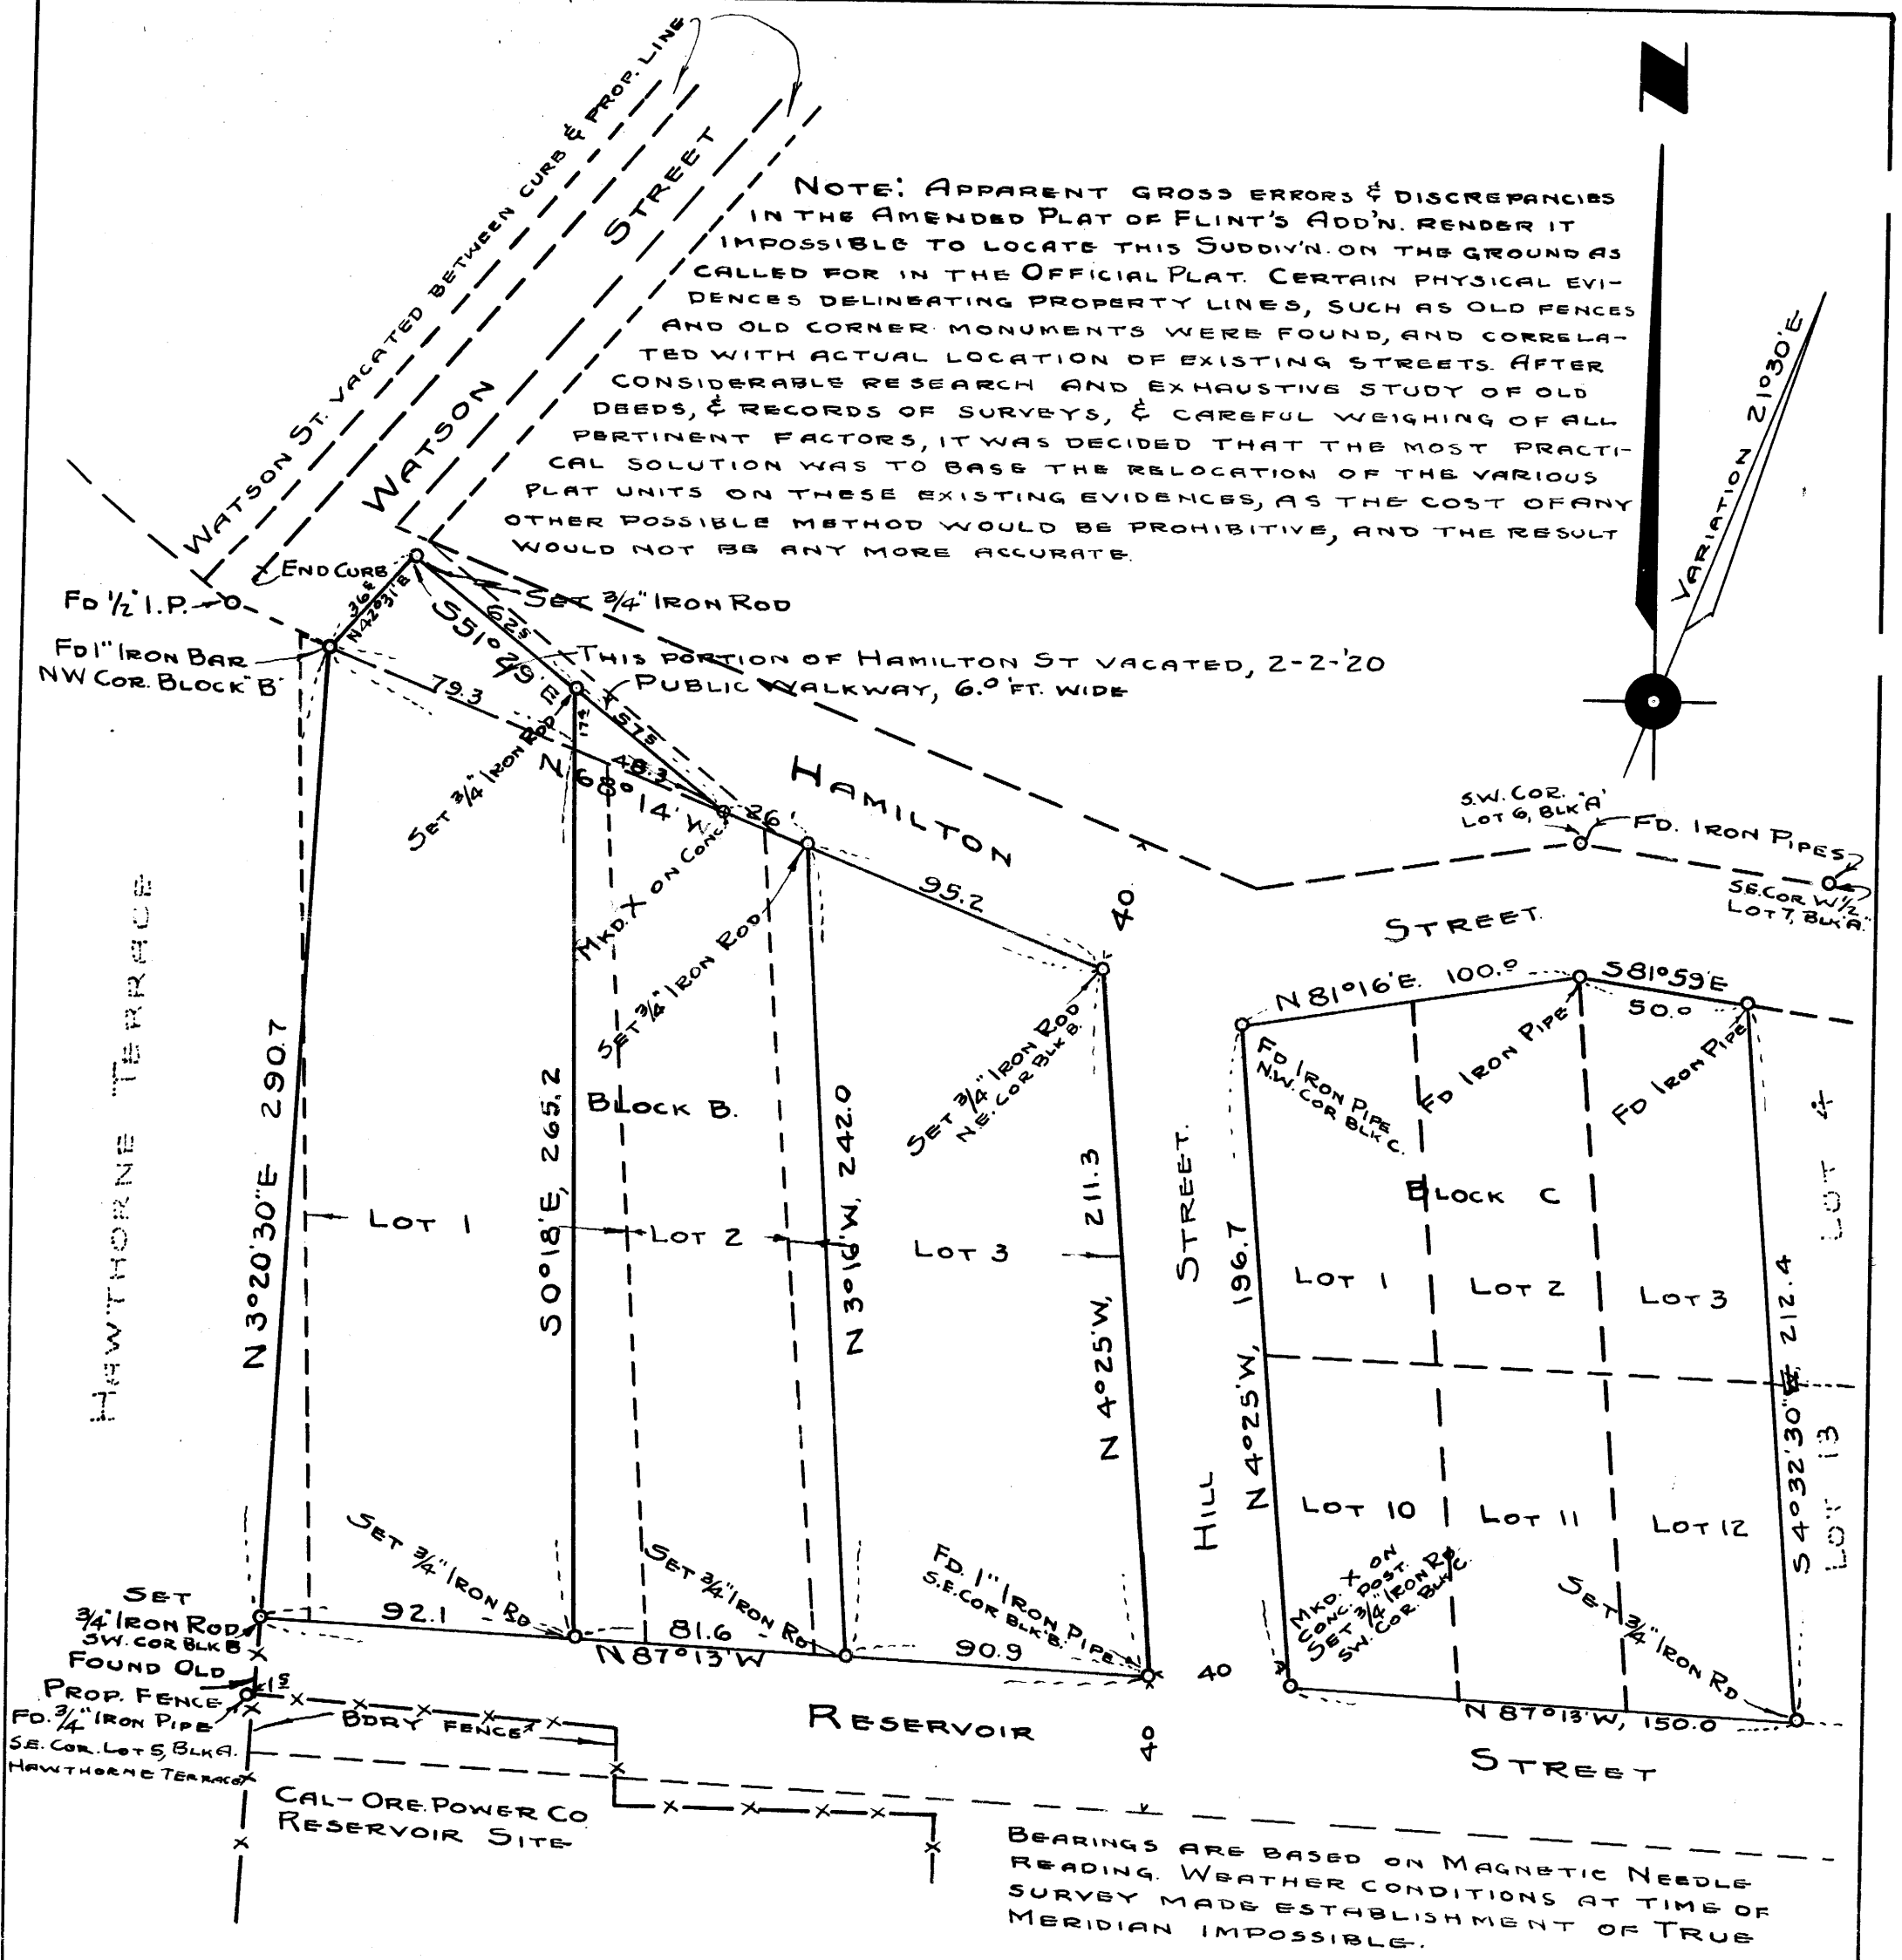 WATSON ST. VACATED BETWEEN CURB & PROP. LINE
WATSON STREET
NOTE: APPARENT GROSS ERRORS & DISCREPANCIES
IN THE AMENDED PLAT OF FLINT'S ADD'N. RENDER IT
IMPOSSIBLE TO LOCATE THIS SUDDIV'N. ON THE GROUND AS
CALLED FOR IN THE OFFICIAL PLAT. CERTAIN PHYSICAL EVI-
DENCES DELINEATING PROPERTY LINES, SUCH AS OLD FENCES
AND OLD CORNER MONUMENTS WERE FOUND, AND CORRELA-
TED WITH ACTUAL LOCATION OF EXISTING STREETS. AFTER
CONSIDERABLE RESEARCH AND EXHAUSTIVE STUDY OF OLD
DEEDS, & RECORDS OF SURVEYS, & CAREFUL WEIGHING OF ALL
PERTINENT FACTORS, IT WAS DECIDED THAT THE MOST PRACTI-
CAL SOLUTION WAS TO BASE THE RELOCATION OF THE VARIOUS
PLAT UNITS ON THESE EXISTING EVIDENCES, AS THE COST OF ANY
OTHER POSSIBLE METHOD WOULD BE PROHIBITIVE, AND THE RESULT
WOULD NOT BE ANY MORE ACCURATE.
N
VARIATION 21°30'E
END CURB
FD 1/2" I.P.
FD 1" IRON BAR
NW COR. BLOCK "B"
N42°31'E
SET 3/4" IRON ROD
62⁵
S51°49'E
THIS PORTION OF HAMILTON ST VACATED, 2-2-'20
PUBLIC WALKWAY, 6.⁰ FT. WIDE
79.3
57⁵
SET 3/4" IRON ROD
48.3
N 68°14' W
26'
MKD. X ON CONC.
SET 3/4" IRON ROD
HAMILTON
STREET.
95.2
40
S.W. COR.
LOT 6, BLK 'A'
FD. IRON PIPES
S.E. COR W 1/2
LOT 7, BLK 'A'.
N 81°16'E. 100.⁰
S81°59'E
50.⁰
SET 3/4" IRON ROD
N.E. COR BLK B.
FD IRON PIPE
N.W. COR BLK C.
FD IRON PIPE
FD IRON PIPE
HAWTHORNE TERRACE
N 3°20'30"E 290.7
LOT 1
S 0°18'E, 265.2
BLOCK B.
LOT 2
N 3°16'W, 242.0
LOT 3
N 4°25'W, 211.3
HILL STREET.
N 4°25'W, 196.7
BLOCK C
LOT 1
LOT 2
LOT 3
LOT 10
LOT 11
LOT 12
S 4°32'30" 212.4
LOT 4
LOT 13
SET
3/4" IRON ROD
SW. COR BLK B
FOUND OLD
PROP. FENCE
FD. 3/4" IRON PIPE
S.E. COR. LOT 5, BLK A.
HAWTHORNE TERRACE
1⁵
SET 3/4" IRON RD
92.1
SET 3/4" IRON RD
81.6
N 87°13'W
FD. 1" IRON PIPE
S.E. COR BLK B.
90.9
40
40
MKD. X ON
CONC. POST.
SET 3/4" IRON RD
SW. COR. BLK C.
SET 3/4" IRON RD
N 87°13'W, 150.0
RESERVOIR
STREET
BDRY FENCE
CAL-ORE. POWER CO
RESERVOIR SITE
BEARINGS ARE BASED ON MAGNETIC NEEDLE
READING. WEATHER CONDITIONS AT TIME OF
SURVEY MADE ESTABLISHMENT OF TRUE
MERIDIAN IMPOSSIBLE.